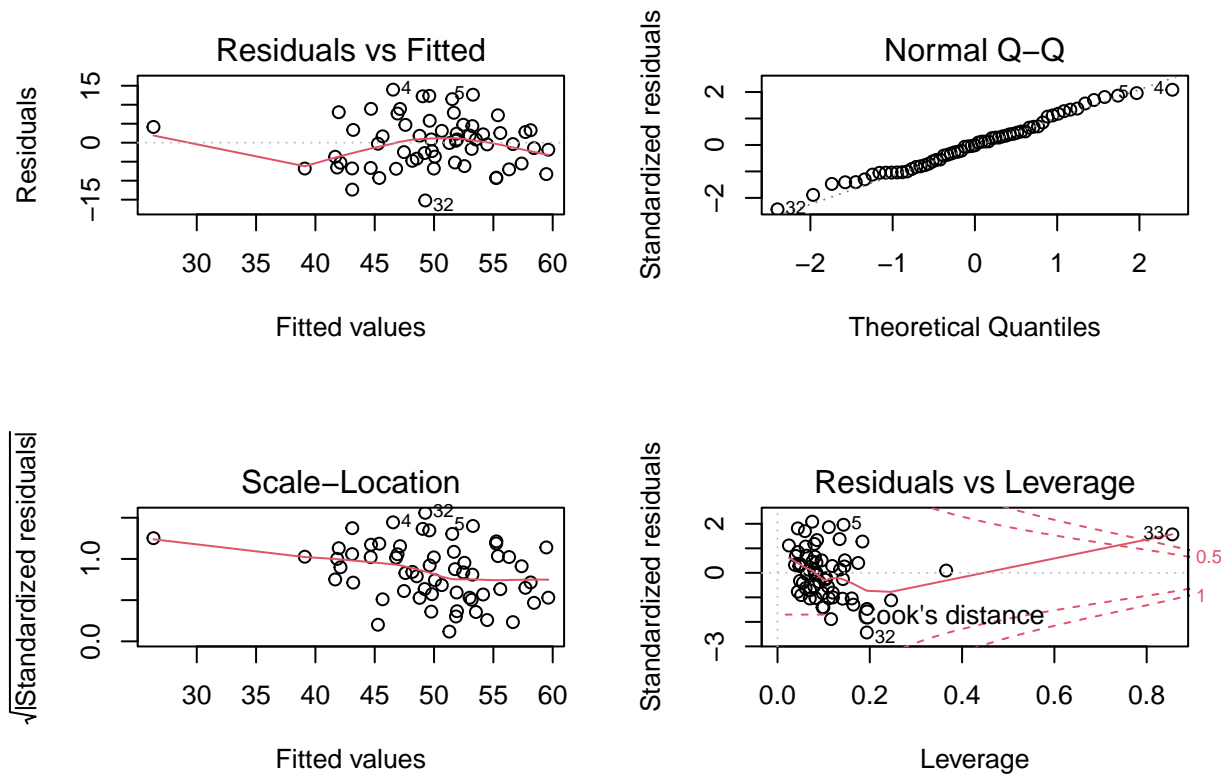 Residuals vs Fitted
Residuals
15
0
−15
4
5
32
30 35 40 45 50 55 60
Fitted values
Normal Q−Q
Standardized residuals
2
0
−2
32
5
4
−2 −1 0 1 2
Theoretical Quantiles
Scale−Location
√|Standardized residuals|
1.0
0.0
32
4
5
30 35 40 45 50 55 60
Fitted values
Residuals vs Leverage
Standardized residuals
2
0
−3
5
33
0.5
1
Cook's distance
32
0.0 0.2 0.4 0.6 0.8
Leverage